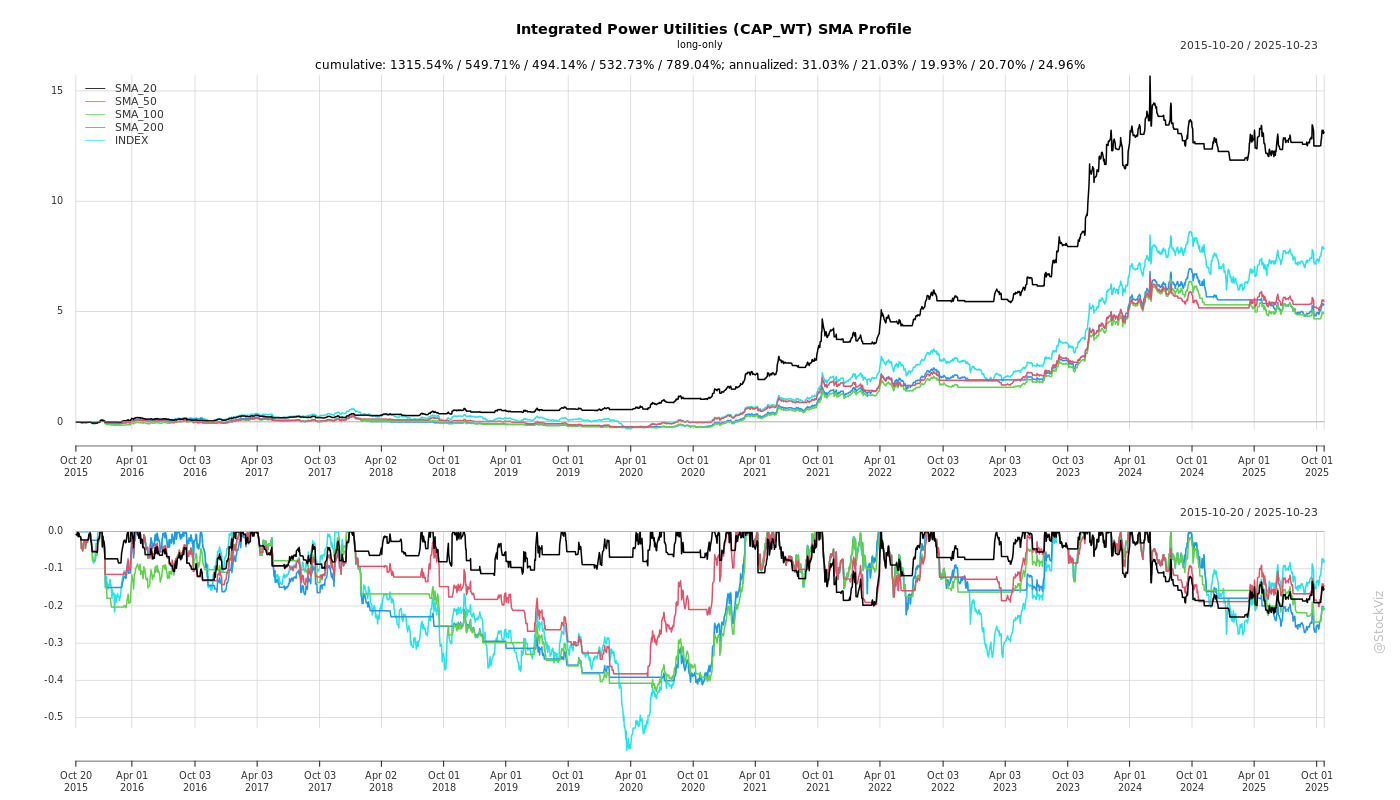 Integrated Power Utilities (CAP_WT) SMA Profile
long-only
2015-10-20 / 2025-10-23
cumulative: 1315.54% / 549.71% / 494.14% / 532.73% / 789.04%; annualized: 31.03% / 21.03% / 19.93% / 20.70% / 24.96%
SMA_20
SMA_50
SMA_100
SMA_200
INDEX
15
10
5
0
Oct 20 Apr 01 Oct 03 Apr 03 Oct 03 Apr 02 Oct 01 Apr 01 Oct 01 Apr 01 Oct 01 Apr 01 Oct 01 Apr 01 Oct 03 Apr 03 Oct 03 Apr 01 Oct 01 Apr 01 Oct 01
2015 2016 2016 2017 2017 2018 2018 2019 2019 2020 2020 2021 2021 2022 2022 2023 2023 2024 2024 2025 2025
2015-10-20 / 2025-10-23
0.0
-0.1
-0.2
-0.3
-0.4
-0.5
Oct 20 Apr 01 Oct 03 Apr 03 Oct 03 Apr 02 Oct 01 Apr 01 Oct 01 Apr 01 Oct 01 Apr 01 Oct 01 Apr 01 Oct 03 Apr 03 Oct 03 Apr 01 Oct 01 Apr 01 Oct 01
2015 2016 2016 2017 2017 2018 2018 2019 2019 2020 2020 2021 2021 2022 2022 2023 2023 2024 2024 2025 2025
@StockViz